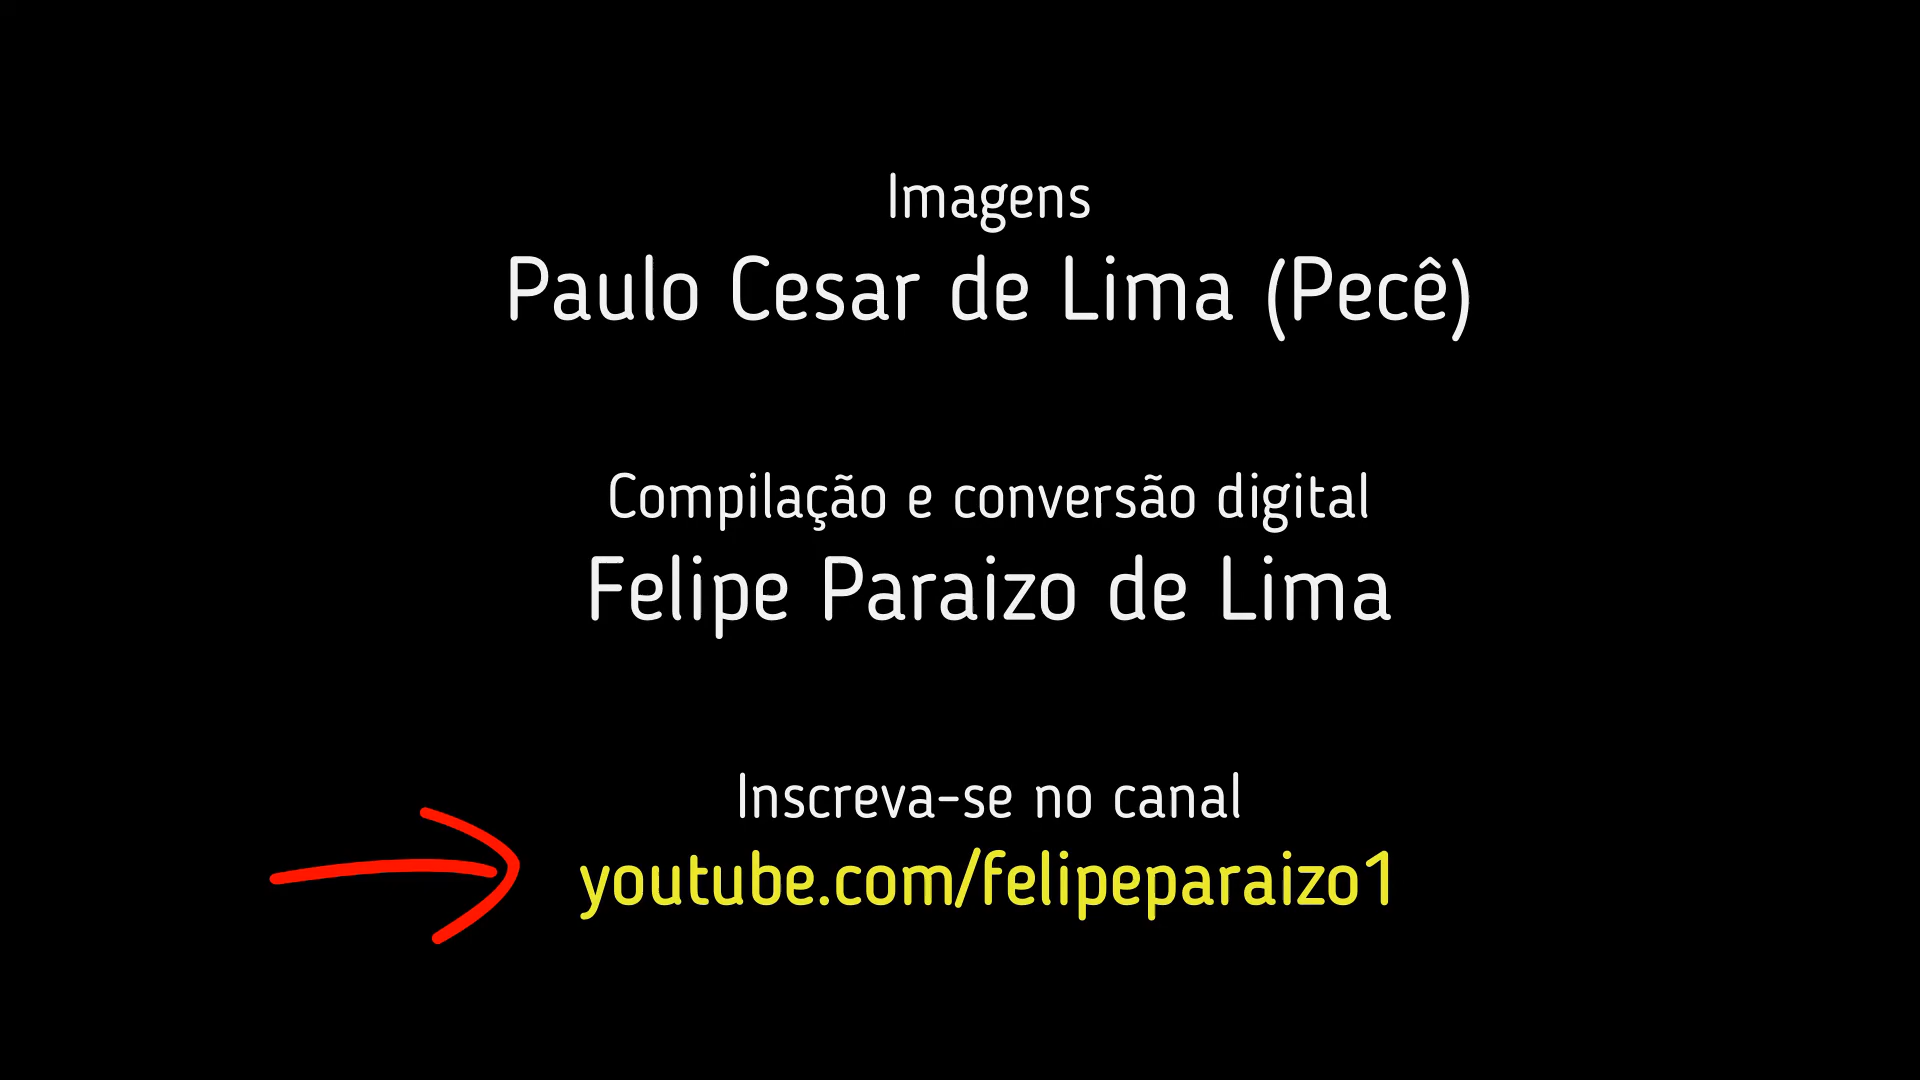 Imagens
Paulo Cesar de Lima (Pecê)
Compilação e conversão digital
Felipe Paraizo de Lima
Inscreva-se no canal
youtube.com/felipeparaizo1